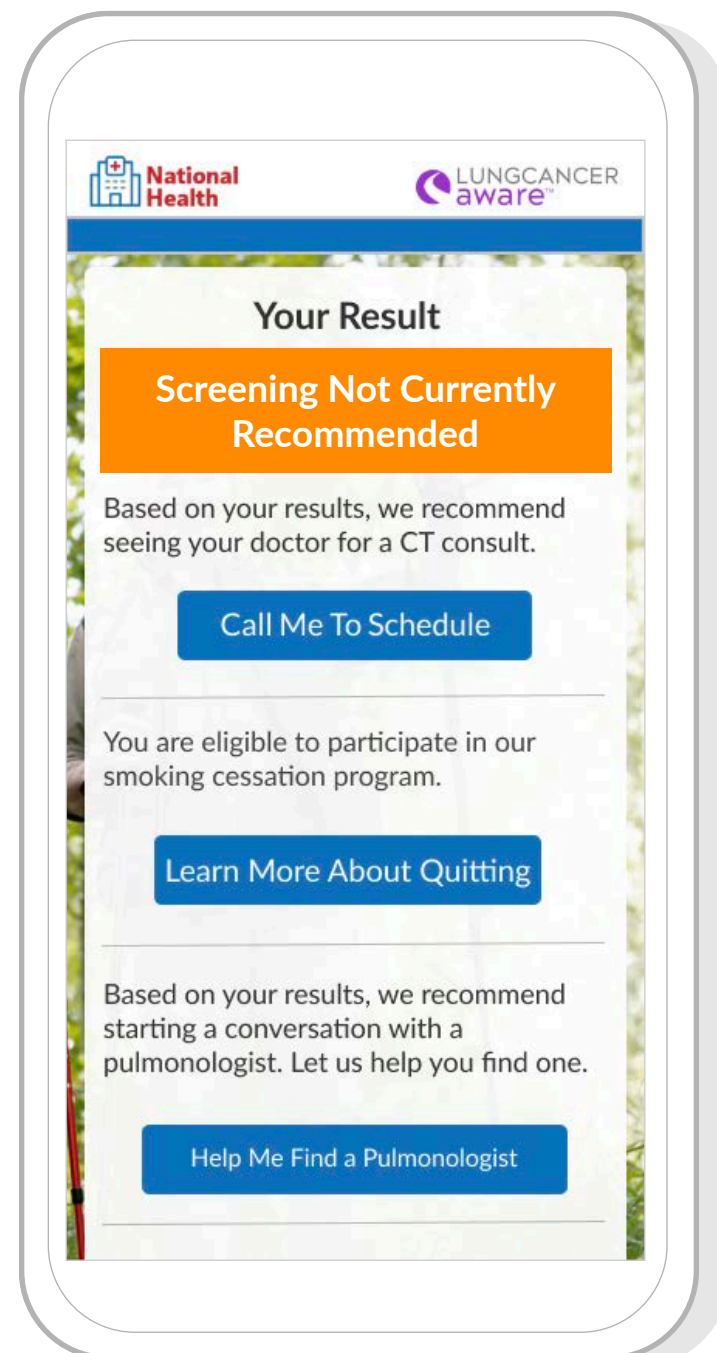 National
Health
LUNGCANCER
aware™
Your Result
Screening Not Currently
Recommended
Based on your results, we recommend
seeing your doctor for a CT consult.
Call Me To Schedule
You are eligible to participate in our
smoking cessation program.
Learn More About Quitting
Based on your results, we recommend
starting a conversation with a
pulmonologist. Let us help you find one.
Help Me Find a Pulmonologist